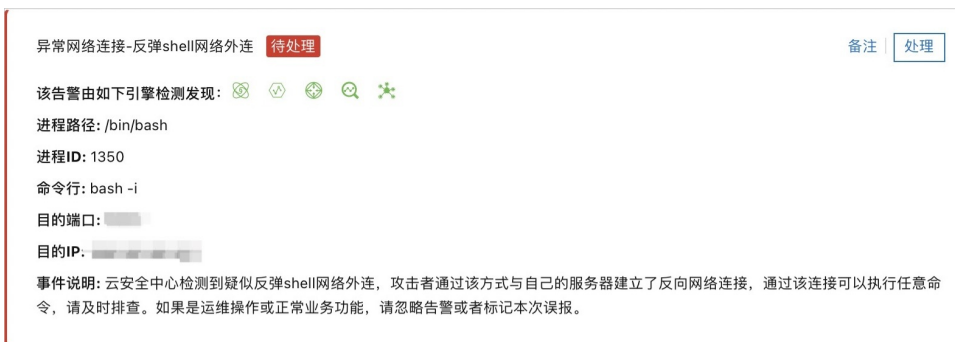 异常网络连接-反弹shell网络外连 待处理 备注 处理
该告警由如下引擎检测发现：
进程路径: /bin/bash
进程ID: 1350
命令行: bash -i
目的端口:
目的IP:
事件说明: 云安全中心检测到疑似反弹shell网络外连，攻击者通过该方式与自己的服务器建立了反向网络连接，通过该连接可以执行任意命
令，请及时排查。如果是运维操作或正常业务功能，请忽略告警或者标记本次误报。